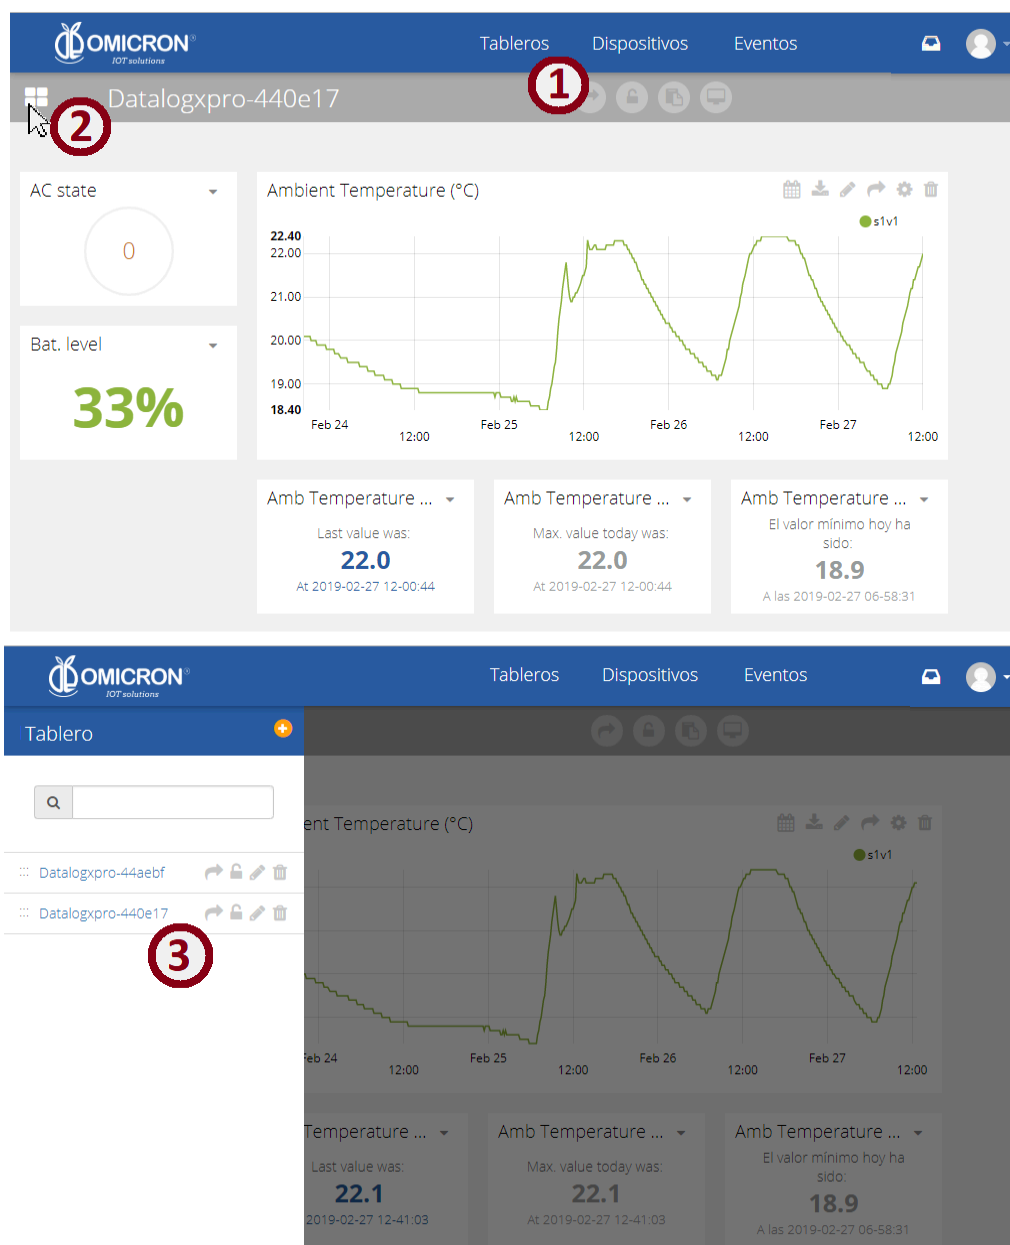 OMICRON®
IOT solutions
Tableros Dispositivos Eventos
1
Datalogxpro-440e17
2
AC state
0
Bat. level
33%
Ambient Temperature (°C)
s1v1
22.40
22.00
21.00
20.00
19.00
18.40
Feb 24 12:00 Feb 25 12:00 Feb 26 12:00 Feb 27 12:00
Amb Temperature ...
Last value was:
22.0
At 2019-02-27 12-00:44
Amb Temperature ...
Max. value today was:
22.0
At 2019-02-27 12-00:44
Amb Temperature ...
El valor mínimo hoy ha
sido:
18.9
A las 2019-02-27 06-58:31
OMICRON®
IOT solutions
Tableros Dispositivos Eventos
Tablero
Datalogxpro-44aebf
Datalogxpro-440e17
3
ent Temperature (°C)
s1v1
Feb 24 12:00 Feb 25 12:00 Feb 26 12:00 Feb 27 12:00
Temperature ...
Last value was:
22.1
2019-02-27 12-41:03
Amb Temperature ...
Max. value today was:
22.1
At 2019-02-27 12-41:03
Amb Temperature ...
El valor mínimo hoy ha
sido:
18.9
A las 2019-02-27 06-58:31